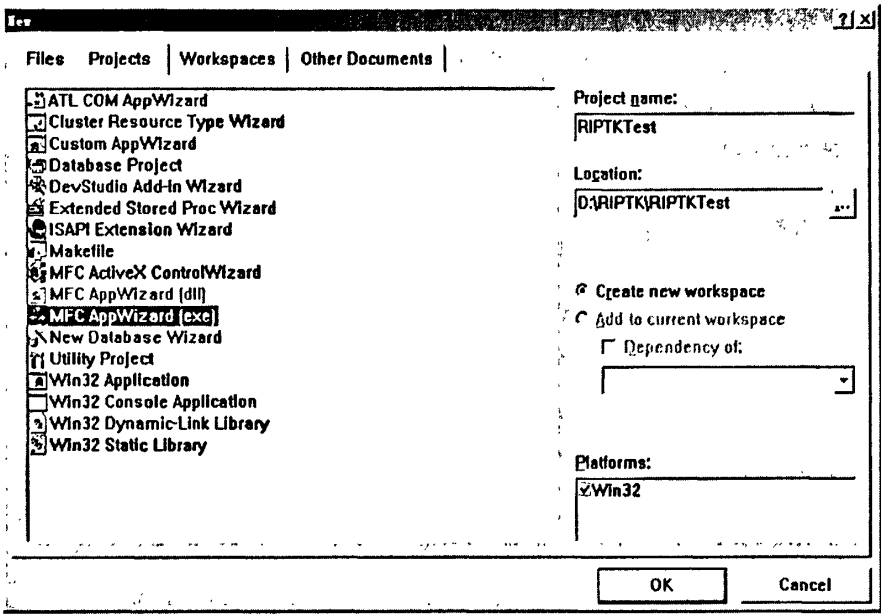 New
Files Projects Workspaces Other Documents
ATL COM AppWizard
Cluster Resource Type Wizard
Custom AppWizard
Database Project
DevStudio Add-in Wizard
Extended Stored Proc Wizard
ISAPI Extension Wizard
Makefile
MFC ActiveX ControlWizard
MFC AppWizard (dll)
MFC AppWizard (exe)
New Database Wizard
Utility Project
Win32 Application
Win32 Console Application
Win32 Dynamic-Link Library
Win32 Static Library
Project name:
RIPTKTest
Location:
D:\RIPTK\RIPTKTest
...
Create new workspace
Add to current workspace
Dependency of:
Platforms:
Win32
OK Cancel